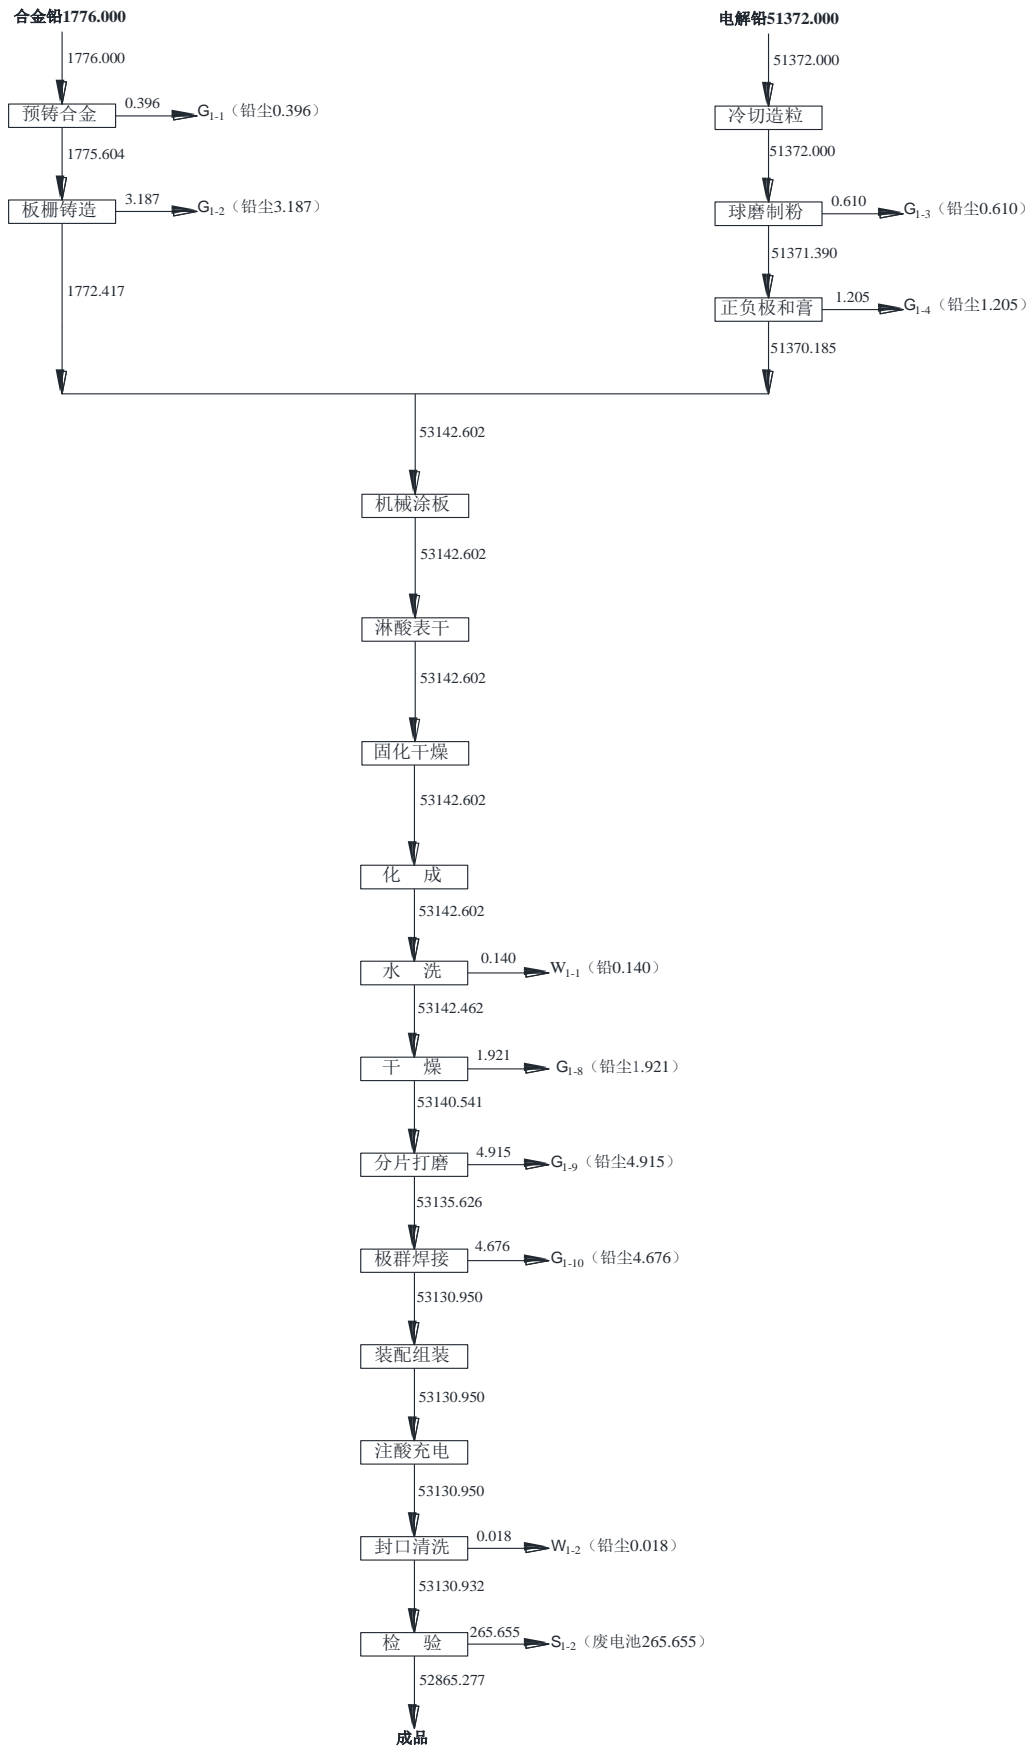 合金铅1776.000
电解铅51372.000
1776.000
51372.000
预铸合金
0.396
G1-1（铅尘0.396）
冷切造粒
1775.604
51372.000
板栅铸造
3.187
G1-2（铅尘3.187）
球磨制粉
0.610
G1-3（铅尘0.610）
51371.390
1772.417
正负极和膏
1.205
G1-4（铅尘1.205）
51370.185
53142.602
机械涂板
53142.602
淋酸表干
53142.602
固化干燥
53142.602
化 成
53142.602
水 洗
0.140
W1-1（铅0.140）
53142.462
干 燥
1.921
G1-8（铅尘1.921）
53140.541
分片打磨
4.915
G1-9（铅尘4.915）
53135.626
极群焊接
4.676
G1-10（铅尘4.676）
53130.950
装配组装
53130.950
注酸充电
53130.950
封口清洗
0.018
W1-2（铅尘0.018）
53130.932
检 验
265.655
S1-2（废电池265.655）
52865.277
成品